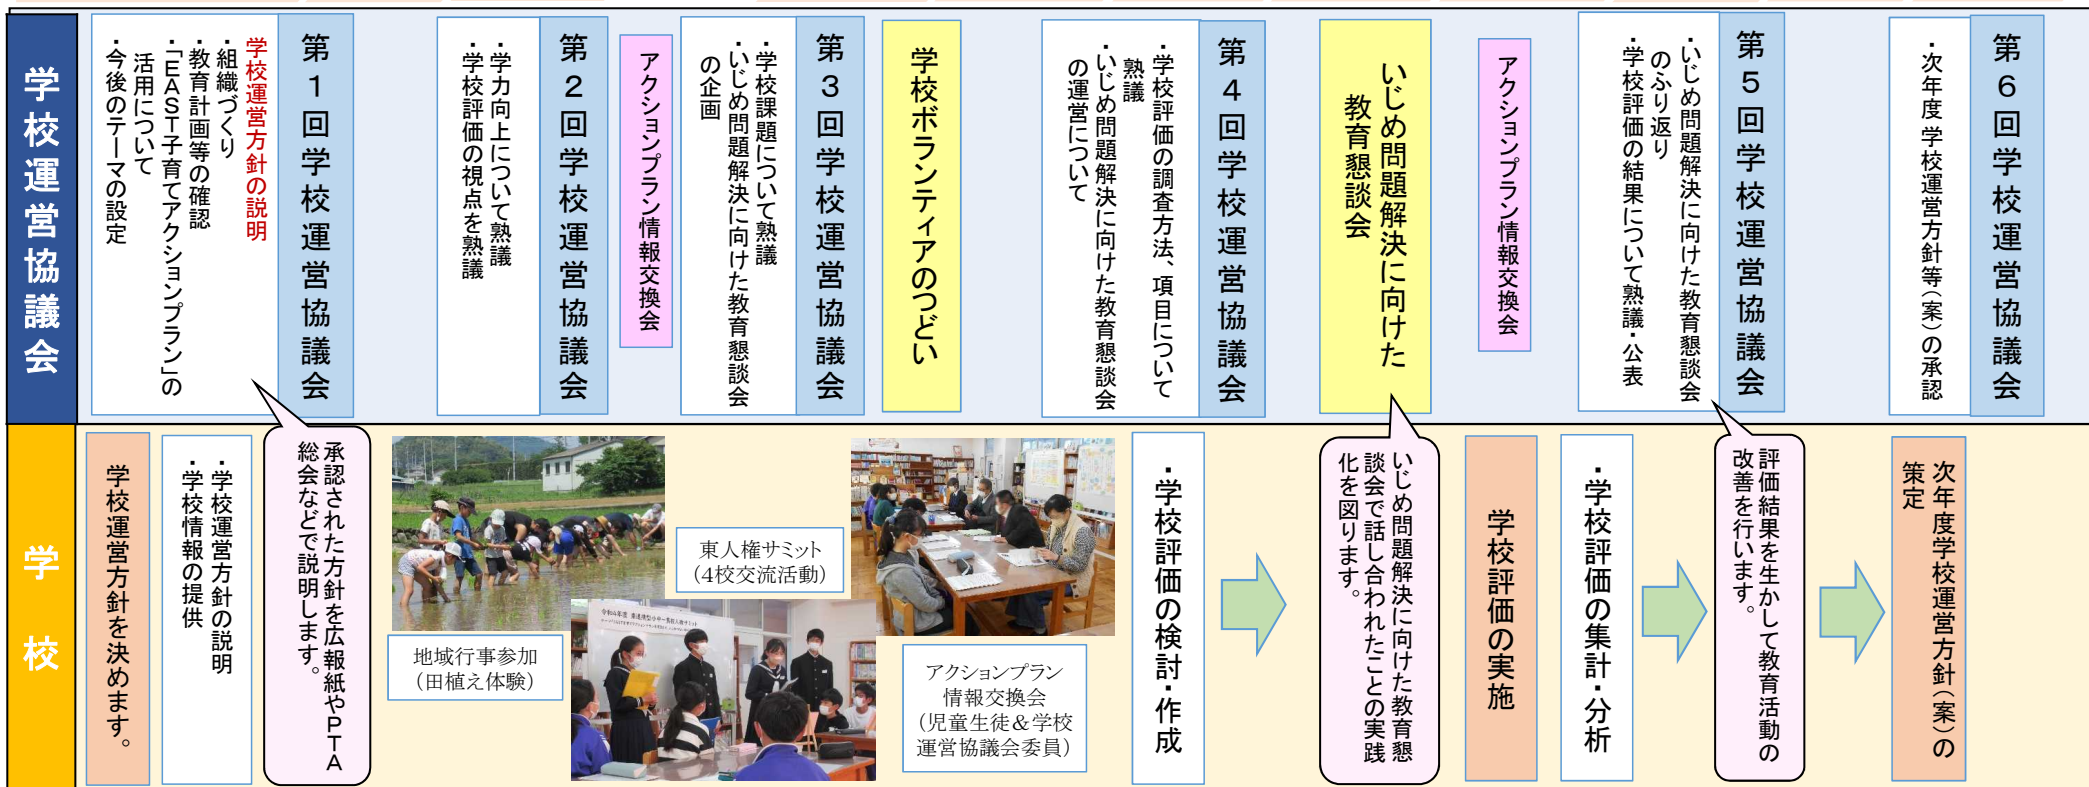 学校運営協議会
第1回学校運営協議会
学校運営方針の説明
・組織づくり
・教育計画等の確認
・「EAST子育てアクションプラン」の
活用について
・今後のテーマの設定
第2回学校運営協議会
・学力向上について熟議
・学校評価の視点を熟議
アクションプラン情報交換会
第3回学校運営協議会
・学校課題について熟議
・いじめ問題解決に向けた教育懇談会
の企画
学校ボランティアのつどい
第4回学校運営協議会
・学校評価の調査方法、項目について
熟議
・いじめ問題解決に向けた教育懇談会
の運営について
いじめ問題解決に向けた
教育懇談会
アクションプラン情報交換会
第5回学校運営協議会
・いじめ問題解決に向けた教育懇談会
のふり返り
・学校評価の結果について熟議・公表
第6回学校運営協議会
・次年度学校運営方針等(案)の承認
学校
学校運営方針を決めます。
・学校運営方針の説明
・学校情報の提供
承認された方針を広報紙やPTA
総会などで説明します。
地域行事参加
(田植え体験)
東人権サミット
(4校交流活動)
アクションプラン
情報交換会
(児童生徒&学校
運営協議会委員)
・学校評価の検討・作成
いじめ問題解決に向けた教育懇
談会で話し合われたことの実践
化を図ります。
学校評価の実施
・学校評価の集計・分析
評価結果を生かして教育活動の
改善を行います。
次年度学校運営方針(案)の
策定